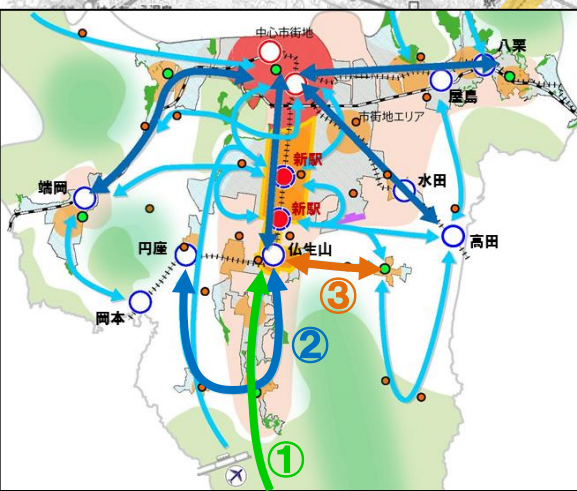 中心市街地
八栗
屋島
市街地エリア
新駅
水田
端岡
新駅
高田
円座
仏生山
③
岡本
②
①